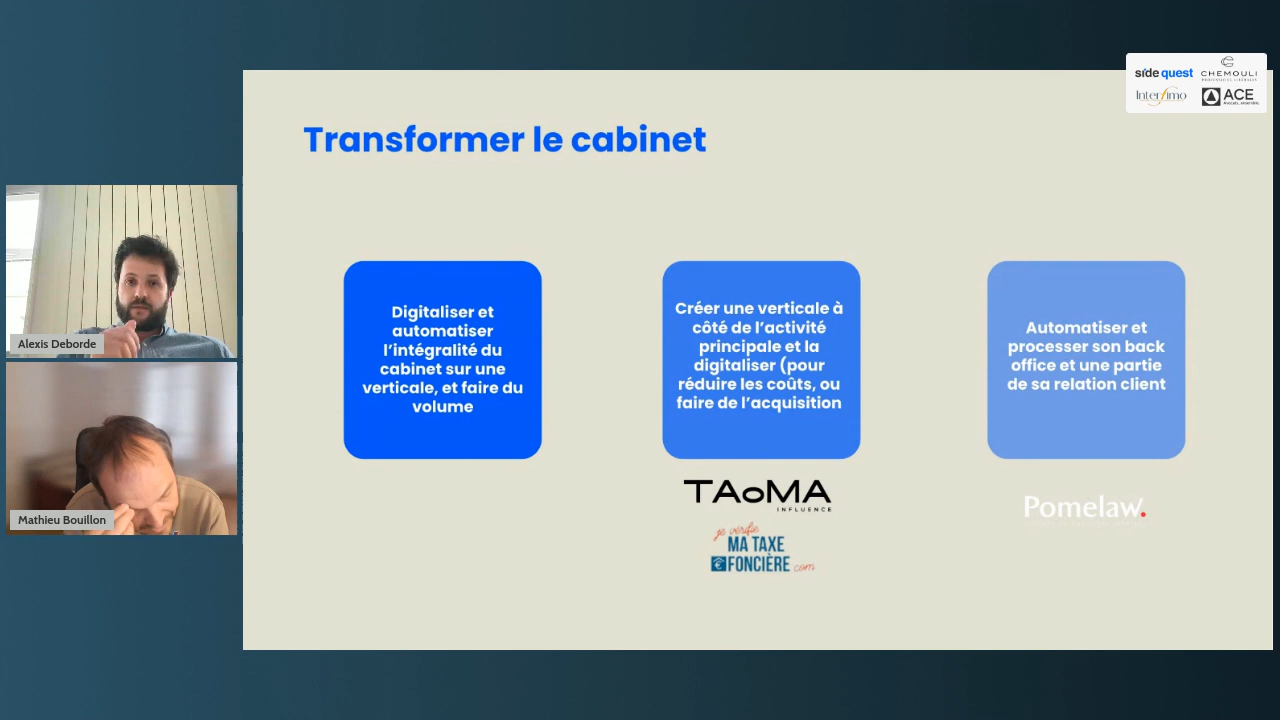 side quest
CHEMOULI
Interfimo
ACE
Transformer le cabinet
Digitaliser et
automatiser
l’intégralité du
cabinet sur une
verticale, et faire du
volume
Créer une verticale à
côté de l’activité
principale et la
digitaliser (pour
réduire les coûts, ou
faire de l’acquisition
Automatiser et
processer son back
office et une partie
de sa relation client
TAoMA
INFLUENCE
je vérifie
MA TAXE
FONCIÈRE .com
Pomelaw.
Alexis Deborde
Mathieu Bouillon